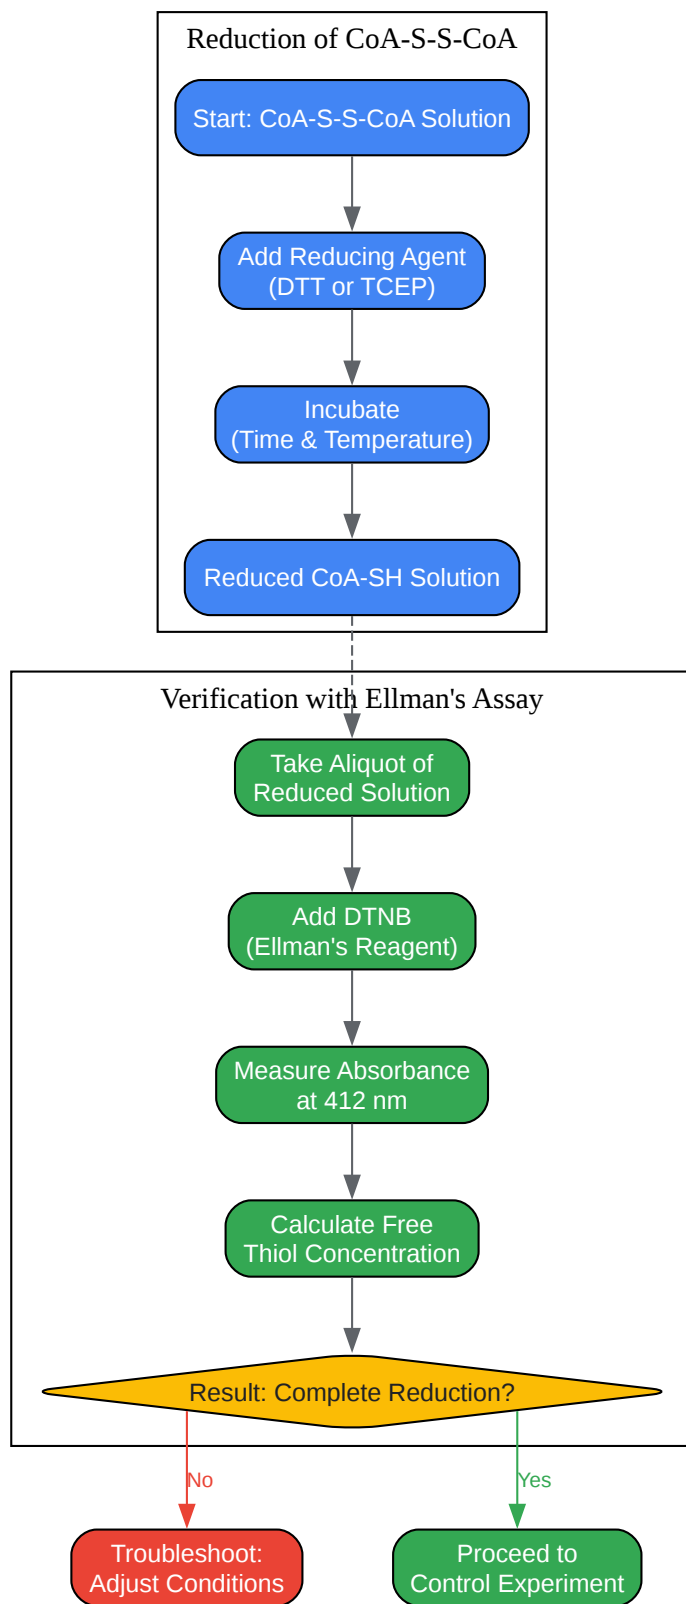 Reduction of CoA-S-S-CoA
Start: CoA-S-S-CoA Solution
Add Reducing Agent
(DTT or TCEP)
Incubate
(Time & Temperature)
Reduced CoA-SH Solution
Verification with Ellman's Assay
Take Aliquot of
Reduced Solution
Add DTNB
(Ellman's Reagent)
Measure Absorbance
at 412 nm
Calculate Free
Thiol Concentration
Result: Complete Reduction?
No
Yes
Troubleshoot:
Adjust Conditions
Proceed to
Control Experiment